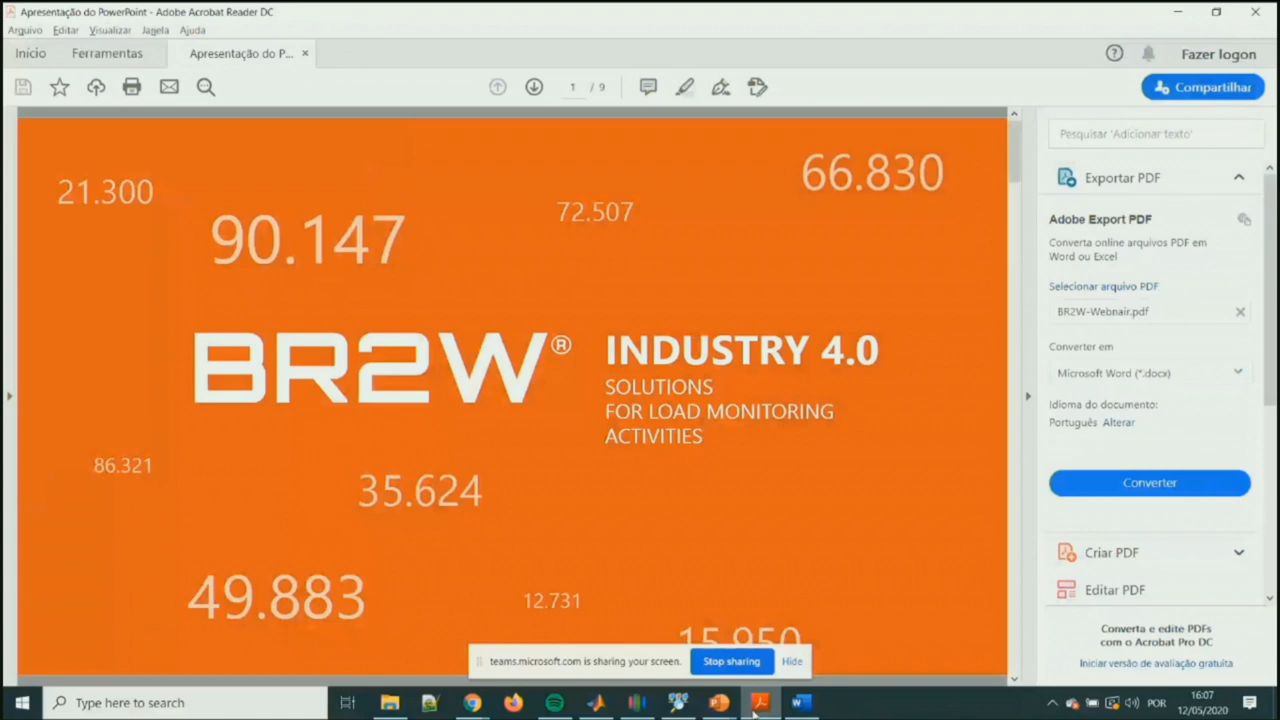 Apresentação do PowerPoint - Adobe Acrobat Reader DC
Arquivo Editar Visualizar Janela Ajuda
Início Ferramentas Apresentação do P... ×
Fazer logon
1 / 9
Compartilhar
21.300
90.147
72.507
66.830
BR2W®
INDUSTRY 4.0
SOLUTIONS
FOR LOAD MONITORING
ACTIVITIES
86.321
35.624
49.883
12.731
15.950
Pesquisar 'Adicionar texto'
Exportar PDF
Adobe Export PDF
Converta online arquivos PDF em
Word ou Excel
Selecionar arquivo PDF
BR2W-Webnair.pdf
Converter em
Microsoft Word (*.docx)
Idioma do documento:
Português Alterar
Converter
Criar PDF
Editar PDF
Converta e edite PDFs
com o Acrobat Pro DC
Iniciar versão de avaliação gratuita
teams.microsoft.com is sharing your screen. Stop sharing Hide
Type here to search
POR
16:07
12/05/2020